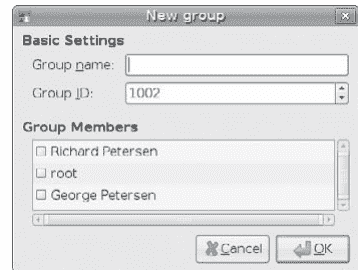 New group
Basic Settings
Group name:
Group ID: 1002
Group Members
Richard Petersen
root
George Petersen
Cancel OK